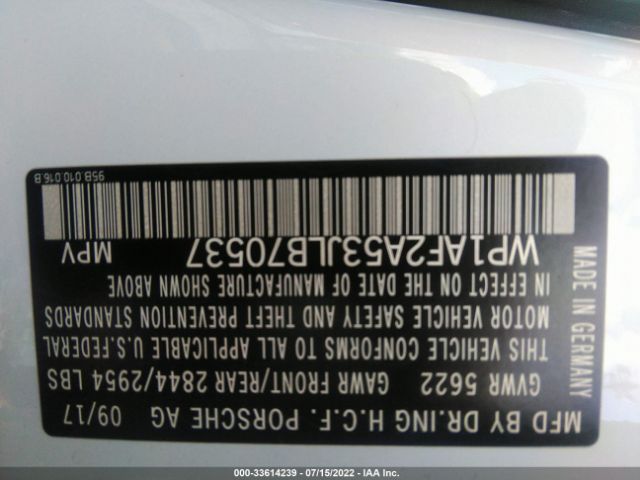 MFD BY DR.ING H.C.F. PORSCHE AG 09/17
GVWR 5622 GAWR FRONT/REAR 2844/2954 LBS
THIS VEHICLE CONFORMS TO ALL APPLICABLE U.S.FEDERAL
MOTOR VEHICLE SAFETY AND THEFT PREVENTION STANDARDS
IN EFFECT ON THE DATE OF MANUFACTURE SHOWN ABOVE
WP1AF2A53JLB70537 MPV
MADE IN GERMANY
95B.010.016.B
000-33614239 - 07/15/2022 - IAA Inc.